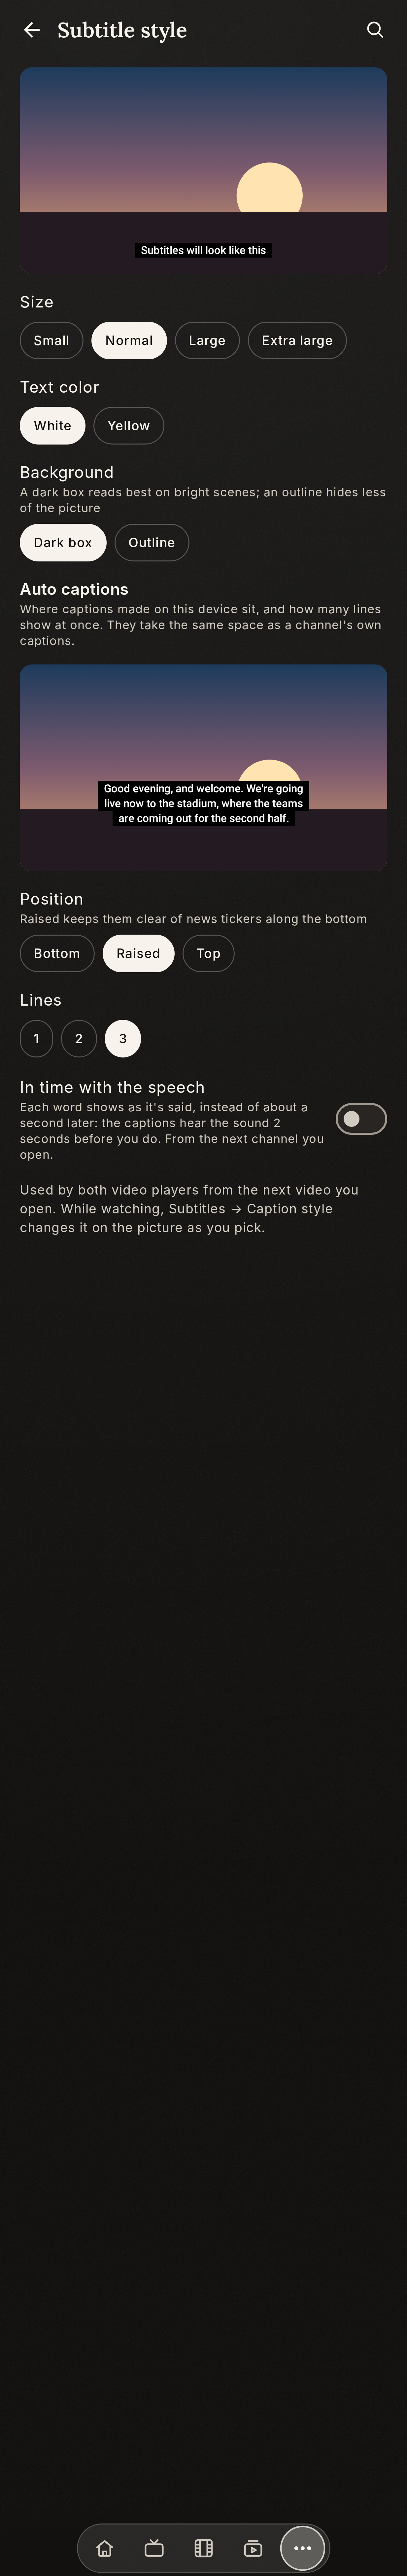 Subtitle style
Subtitles will look like this
Size
Small Normal Large Extra large
Text color
White Yellow
Background
A dark box reads best on bright scenes; an outline hides less
of the picture
Dark box Outline
Auto captions
Where captions made on this device sit, and how many lines
show at once. They take the same space as a channel's own
captions.
Good evening, and welcome. We're going
live now to the stadium, where the teams
are coming out for the second half.
Position
Raised keeps them clear of news tickers along the bottom
Bottom Raised Top
Lines
1 2 3
In time with the speech
Each word shows as it's said, instead of about a
second later: the captions hear the sound 2
seconds before you do. From the next channel you
open.
Used by both video players from the next video you
open. While watching, Subtitles → Caption style
changes it on the picture as you pick.